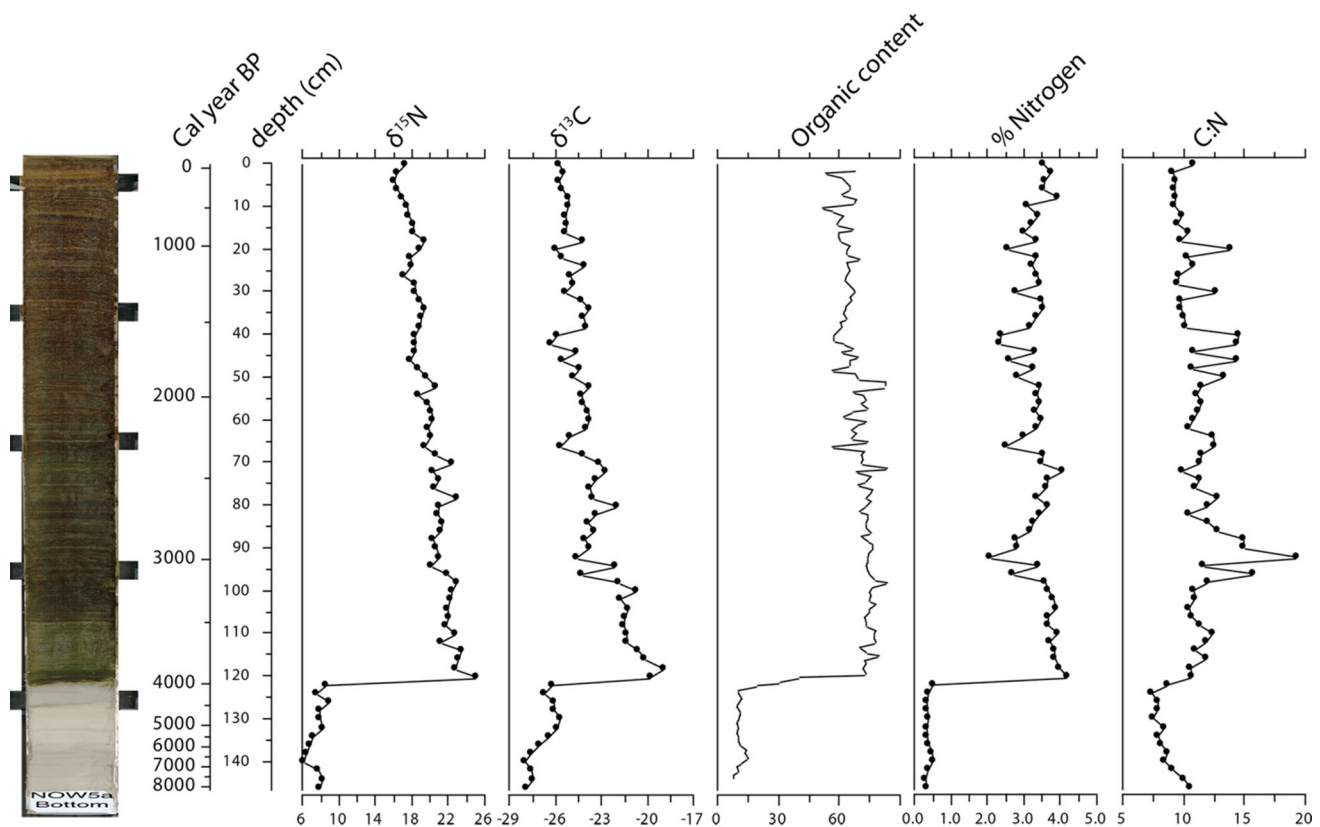 Cal year BP
depth (cm)
δ15N
δ13C
Organic content
% Nitrogen
C:N
0
1000
2000
3000
4000
5000
6000
7000
8000
0
10
20
30
40
50
60
70
80
90
100
110
120
130
140
NOW5a
Bottom
6 10 14 18 22 26
-29 -26 -23 -20 -17
0 30 60
0.0 1.0 2.0 3.0 4.0 5.0
5 10 15 20